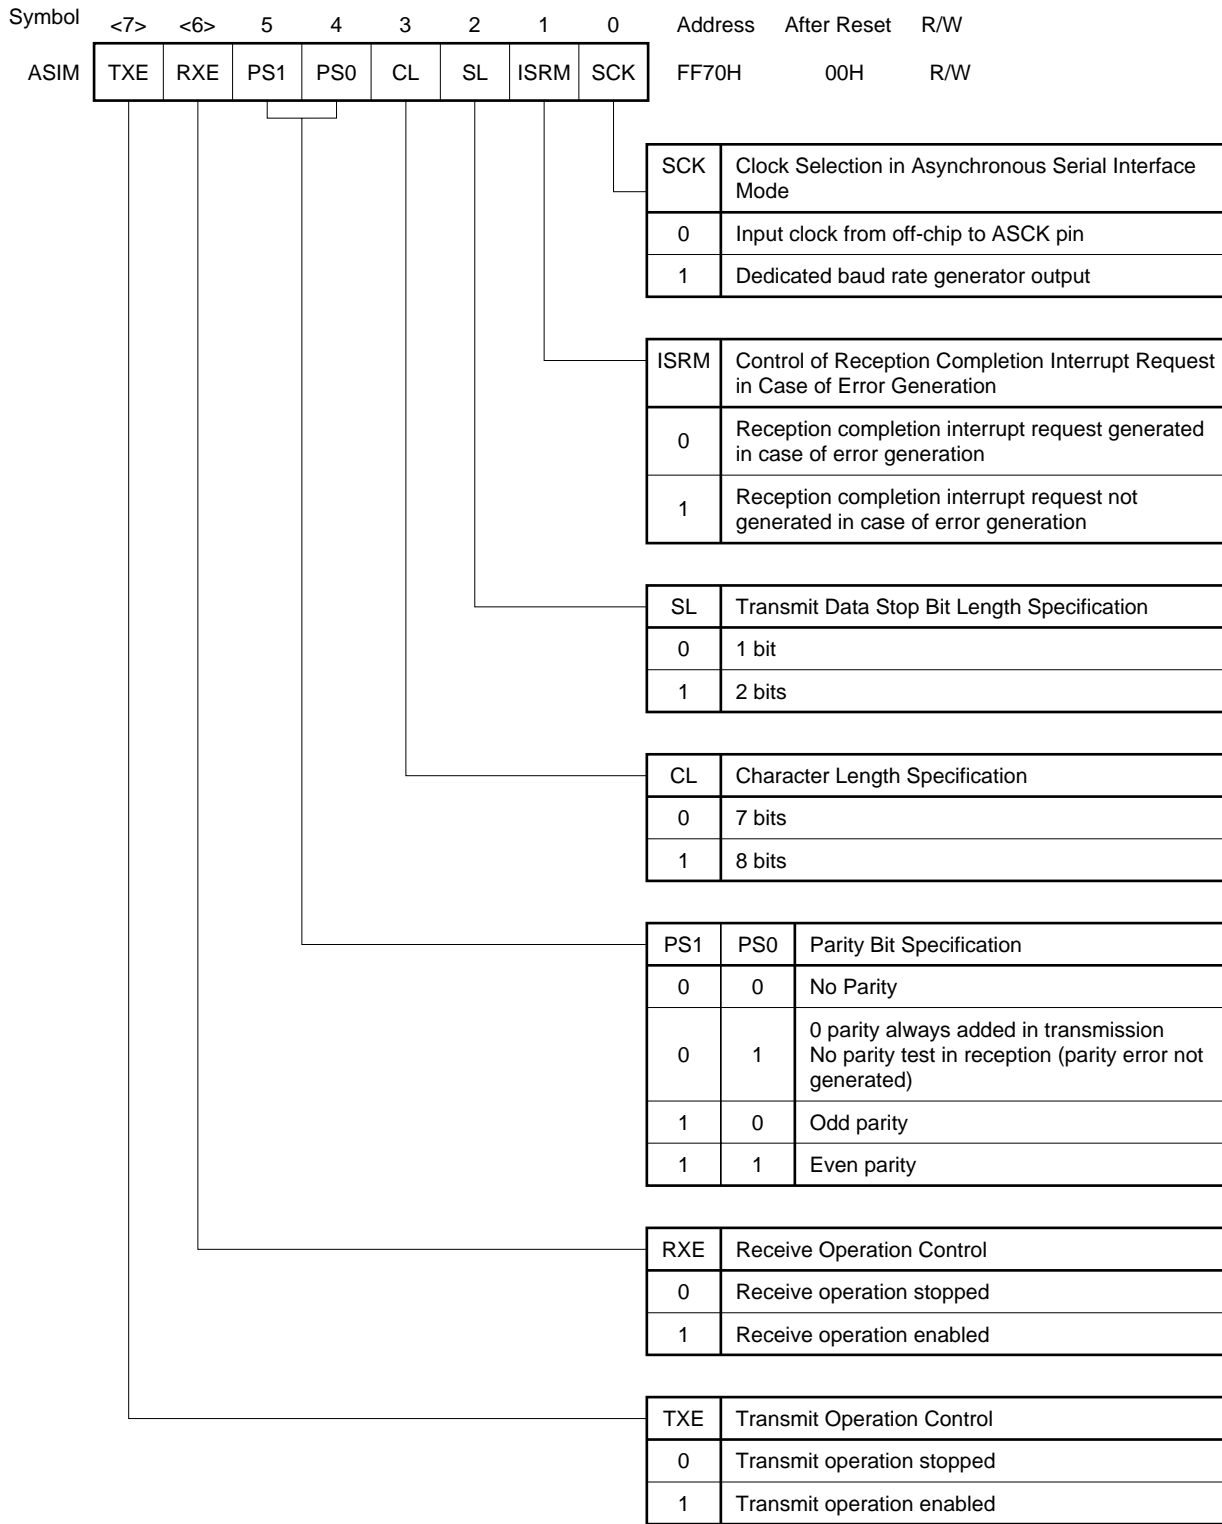 Symbol <7> <6> 5 4 3 2 1 0 Address After Reset R/W
ASIM TXE RXE PS1 PS0 CL SL ISRM SCK FF70H 00H R/W
SCK Clock Selection in Asynchronous Serial Interface
Mode
0 Input clock from off-chip to ASCK pin
1 Dedicated baud rate generator output
ISRM Control of Reception Completion Interrupt Request
in Case of Error Generation
0 Reception completion interrupt request generated
in case of error generation
1 Reception completion interrupt request not
generated in case of error generation
SL Transmit Data Stop Bit Length Specification
0 1 bit
1 2 bits
CL Character Length Specification
0 7 bits
1 8 bits
PS1 PS0 Parity Bit Specification
0 0 No Parity
0 1 0 parity always added in transmission
No parity test in reception (parity error not
generated)
1 0 Odd parity
1 1 Even parity
RXE Receive Operation Control
0 Receive operation stopped
1 Receive operation enabled
TXE Transmit Operation Control
0 Transmit operation stopped
1 Transmit operation enabled